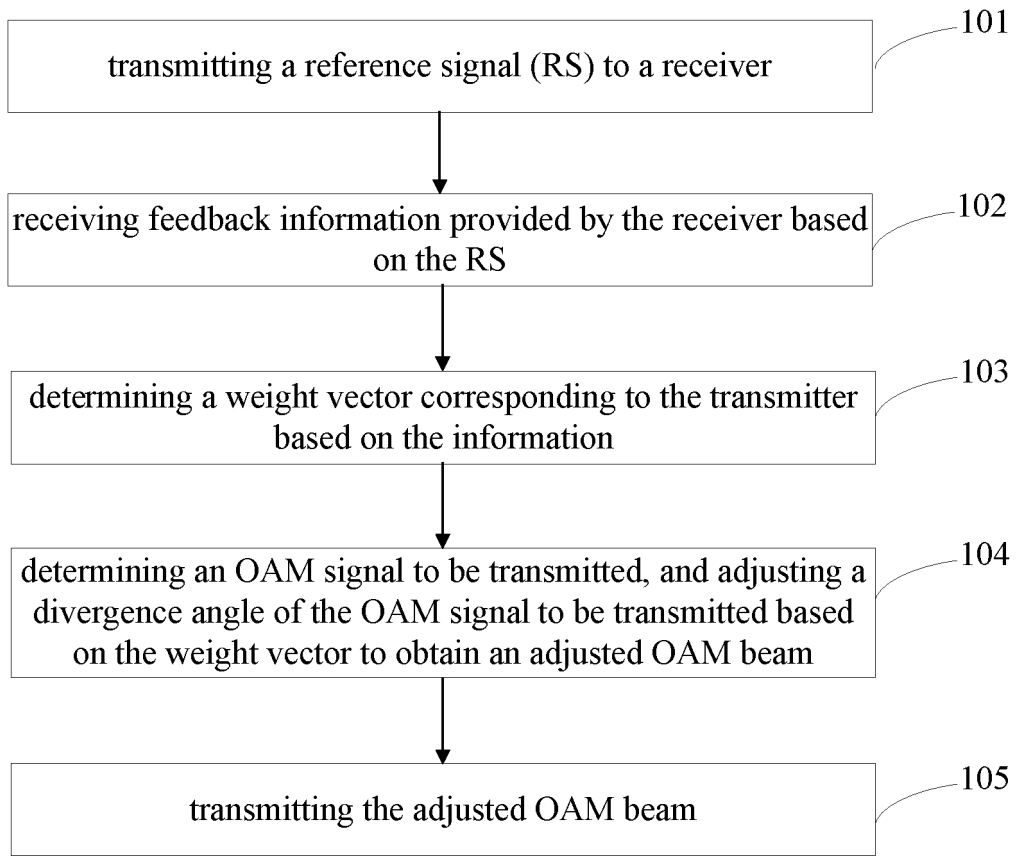 101
transmitting a reference signal (RS) to a receiver
102
receiving feedback information provided by the receiver based
on the RS
103
determining a weight vector corresponding to the transmitter
based on the information
104
determining an OAM signal to be transmitted, and adjusting a
divergence angle of the OAM signal to be transmitted based
on the weight vector to obtain an adjusted OAM beam
105
transmitting the adjusted OAM beam